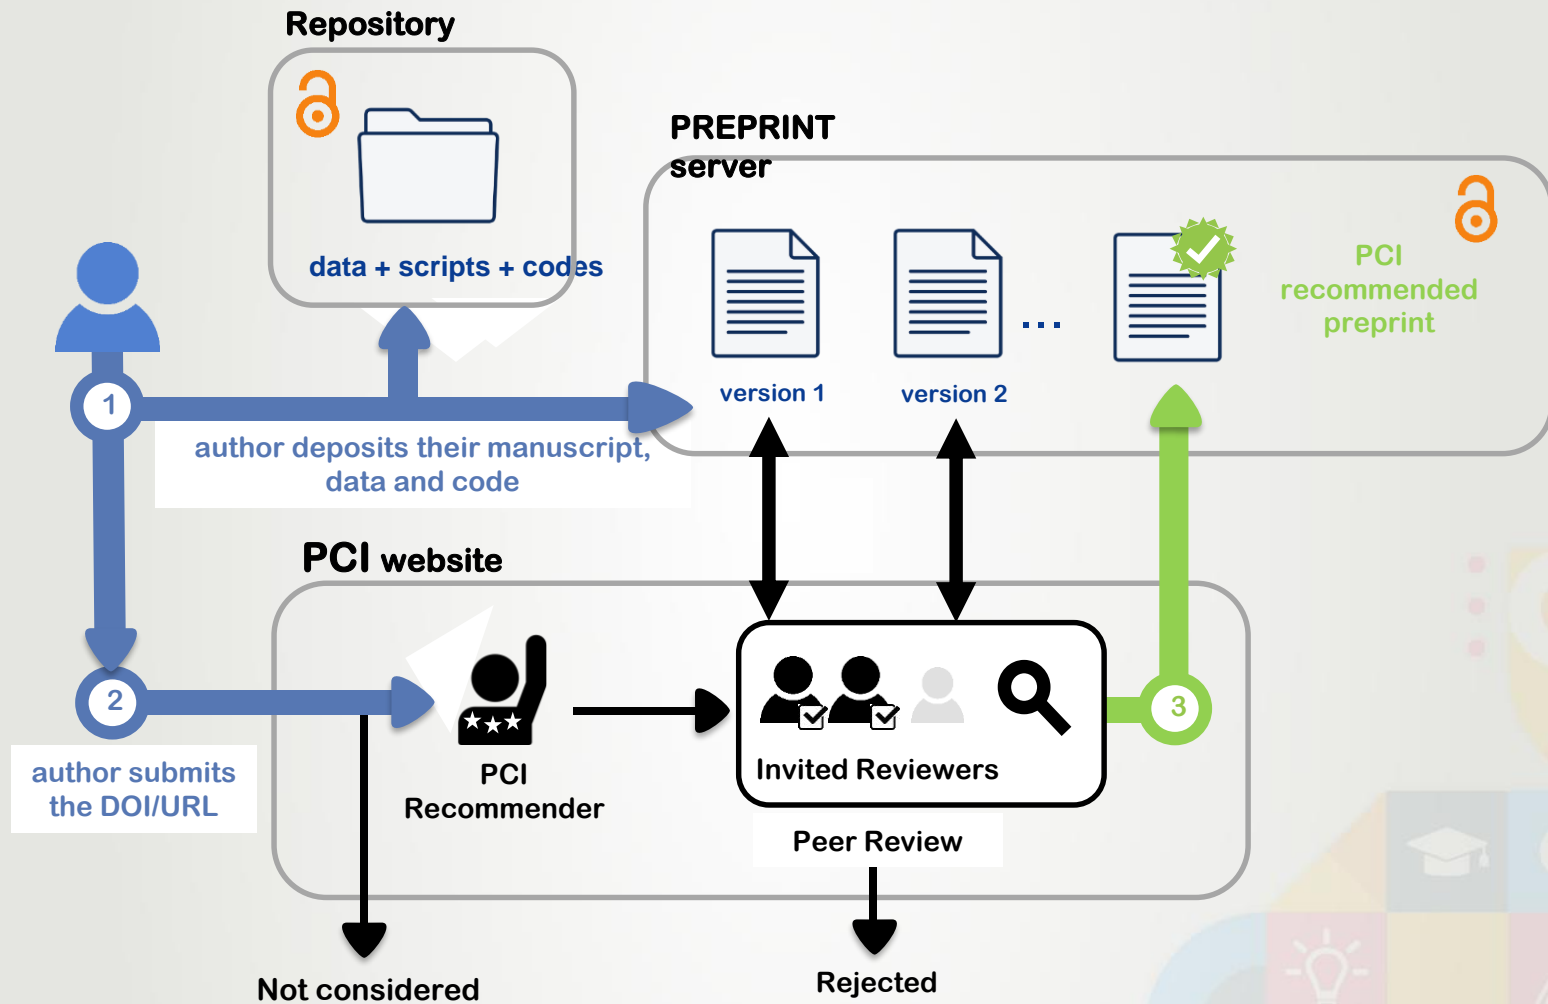 Repository
data + scripts + codes
PREPRINT
server
version 1
version 2
...
PCI
recommended
preprint
1
author deposits their manuscript,
data and code
2
author submits
the DOI/URL
PCI website
PCI
Recommender
Invited Reviewers
Peer Review
3
Not considered
Rejected